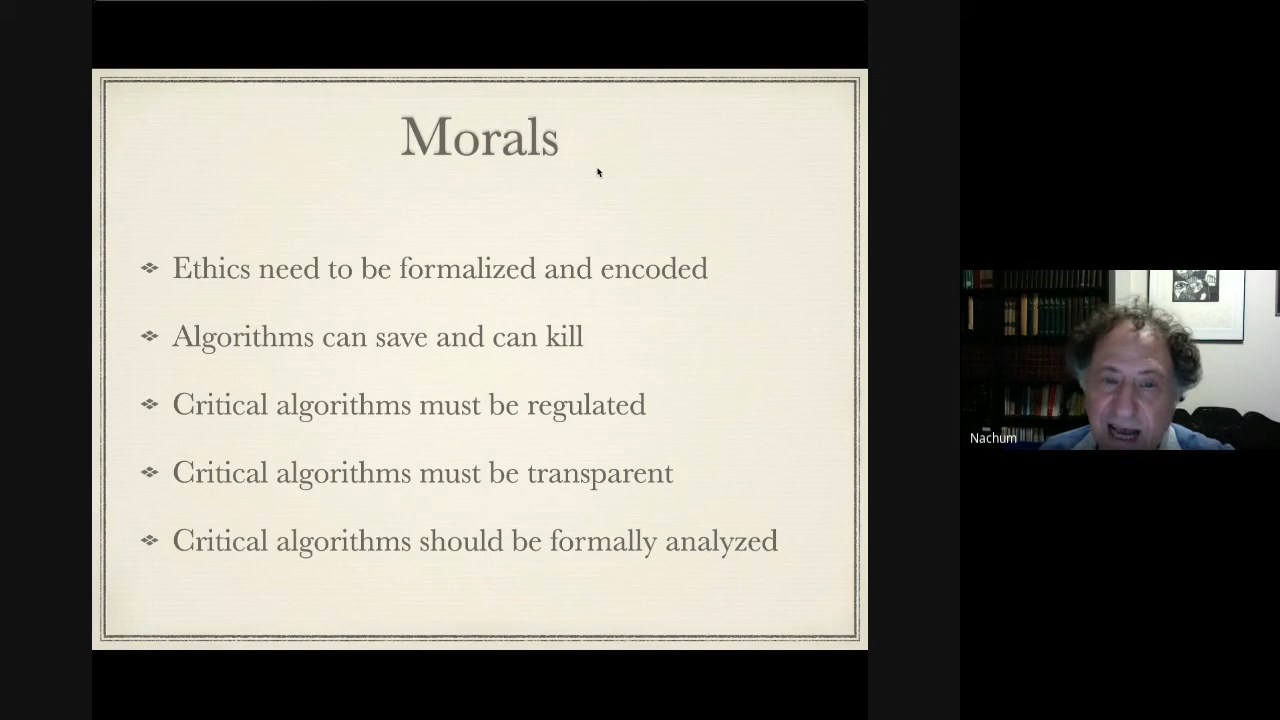 Morals
Ethics need to be formalized and encoded
Algorithms can save and can kill
Critical algorithms must be regulated
Critical algorithms must be transparent
Critical algorithms should be formally analyzed
Nachum